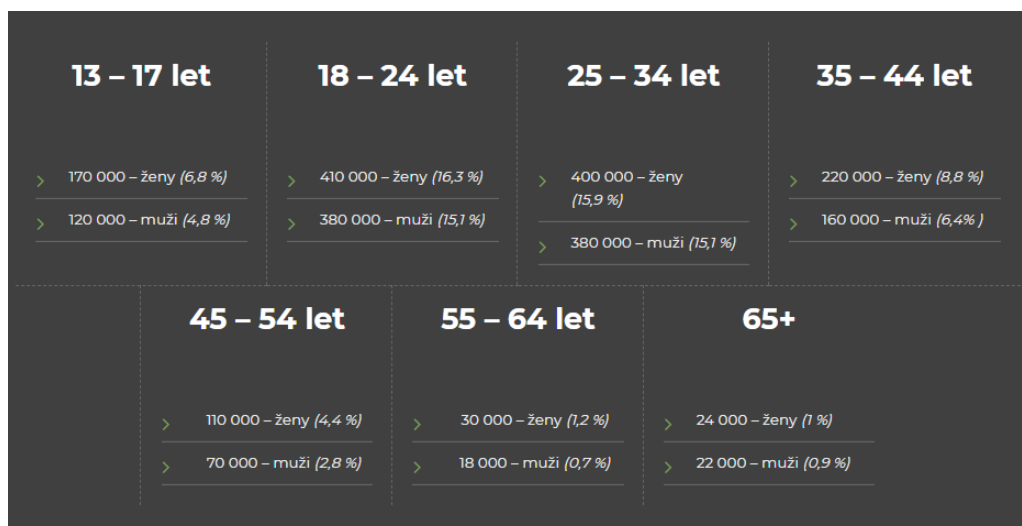 13 – 17 let
170 000 – ženy (6,8 %)
120 000 – muži (4,8 %)
18 – 24 let
410 000 – ženy (16,3 %)
380 000 – muži (15,1 %)
25 – 34 let
400 000 – ženy
(15,9 %)
380 000 – muži (15,1 %)
35 – 44 let
220 000 – ženy (8,8 %)
160 000 – muži (6,4% )
45 – 54 let
110 000 – ženy (4,4 %)
70 000 – muži (2,8 %)
55 – 64 let
30 000 – ženy (1,2 %)
18 000 – muži (0,7 %)
65+
24 000 – ženy (1 %)
22 000 – muži (0,9 %)